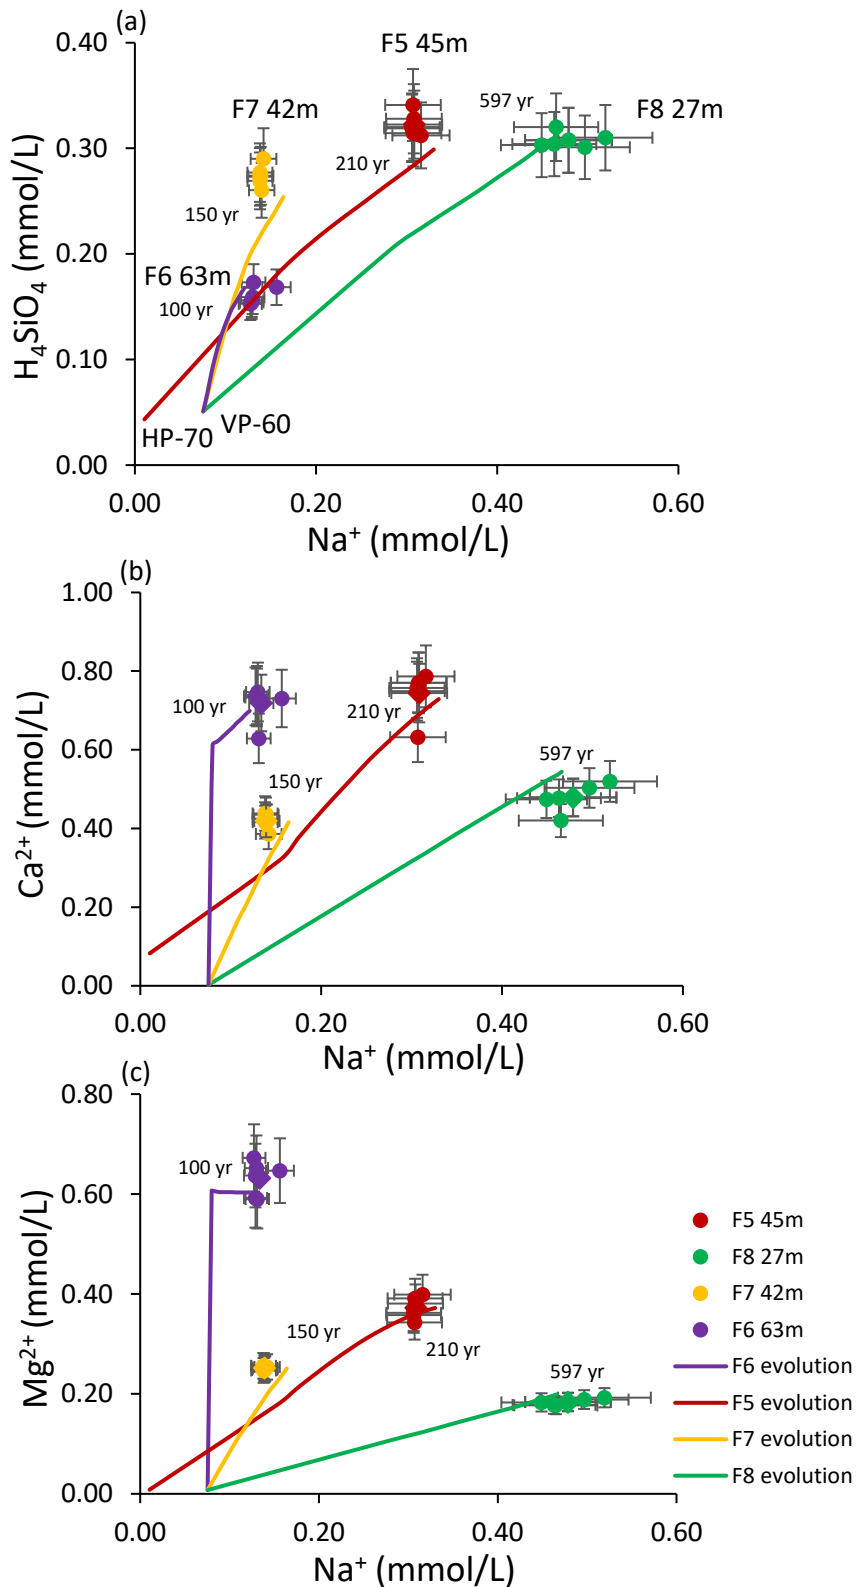 (a)
F5 45m
0.40
F7 42m
597 yr
F8 27m
0.30
210 yr
150 yr
0.20
F6 63m
100 yr
0.10
HP-70
VP-60
0.00
0.00 0.20 0.40 0.60
H₄SiO₄ (mmol/L)
Na⁺ (mmol/L)
(b)
1.00
0.80
100 yr
210 yr
597 yr
0.60
150 yr
0.40
0.20
0.00
0.00 0.20 0.40 0.60
Ca²⁺ (mmol/L)
Na⁺ (mmol/L)
(c)
0.80
100 yr
0.60
0.40
150 yr
210 yr
597 yr
0.20
0.00
0.00 0.20 0.40 0.60
Mg²⁺ (mmol/L)
Na⁺ (mmol/L)
F5 45m
F8 27m
F7 42m
F6 63m
F6 evolution
F5 evolution
F7 evolution
F8 evolution